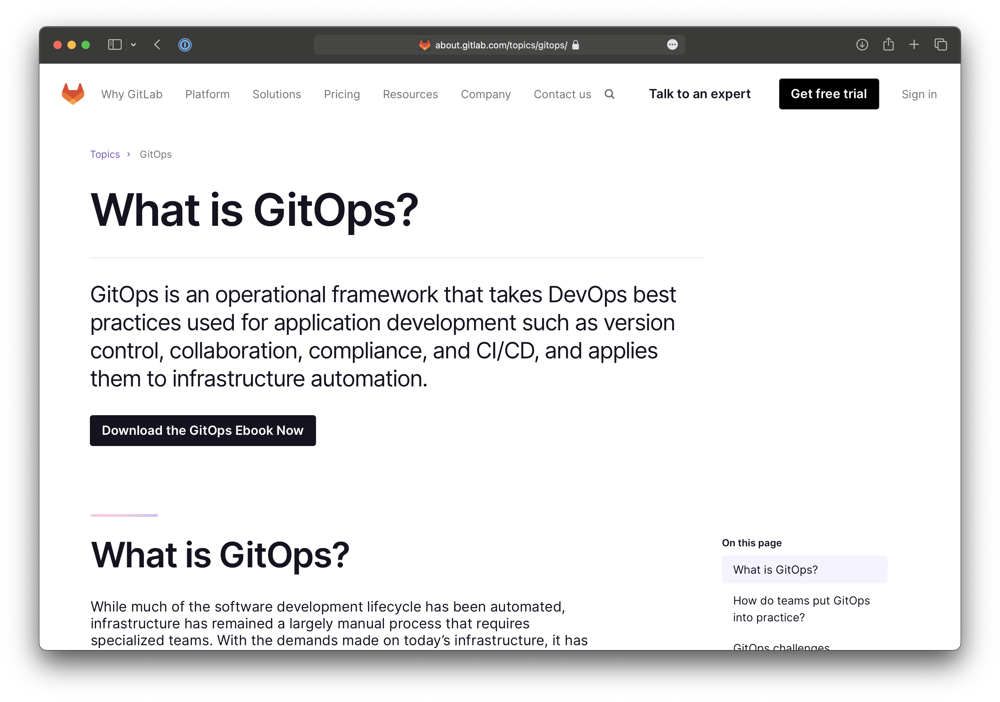 about.gitlab.com/topics/gitops/
Why GitLab
Platform
Solutions
Pricing
Resources
Company
Contact us
Talk to an expert
Get free trial
Sign in
Topics
GitOps
What is GitOps?
GitOps is an operational framework that takes DevOps best
practices used for application development such as version
control, collaboration, compliance, and CI/CD, and applies
them to infrastructure automation.
Download the GitOps Ebook Now
What is GitOps?
While much of the software development lifecycle has been automated,
infrastructure has remained a largely manual process that requires
specialized teams. With the demands made on today’s infrastructure, it has
On this page
What is GitOps?
How do teams put GitOps
into practice?
GitOps challenges